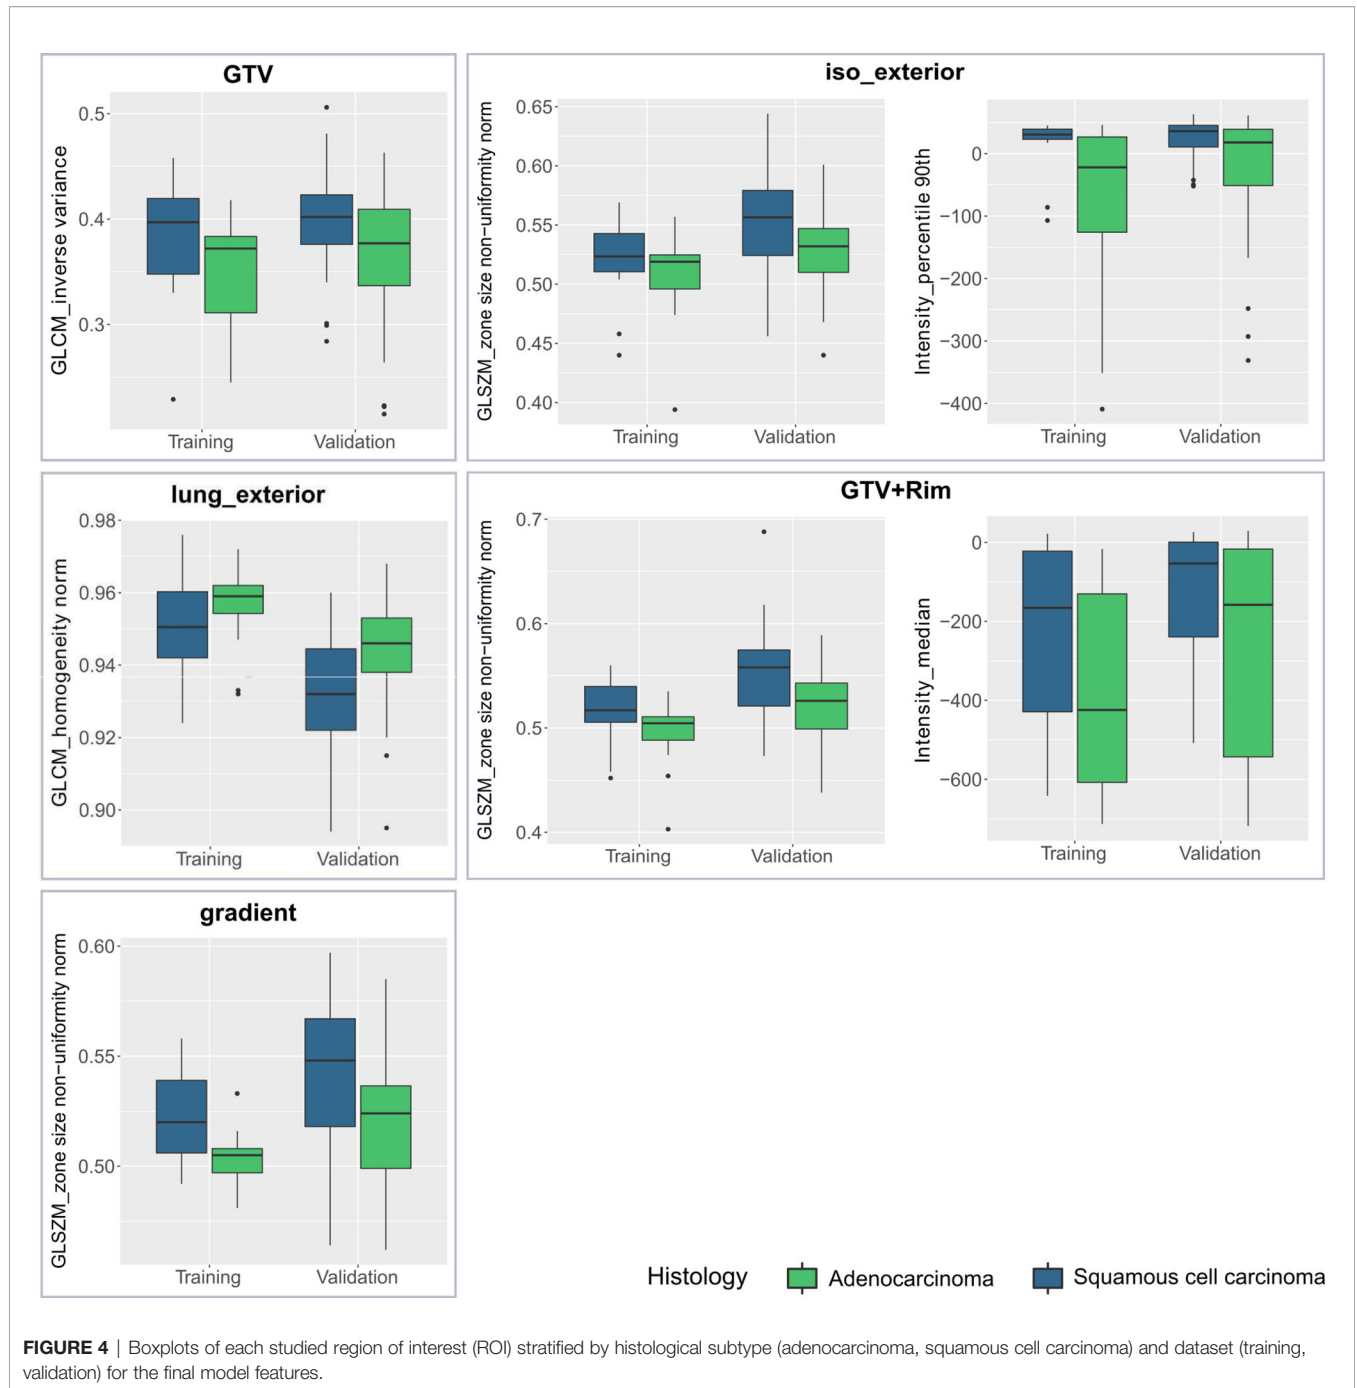 GTV
GLCM_inverse variance
0.5
0.4
0.3
Training Validation
iso_exterior
GLSZM_zone size non-uniformity norm
0.65
0.60
0.55
0.50
0.45
0.40
Training Validation
Intensity_percentile 90th
0
−100
−200
−300
−400
Training Validation
lung_exterior
GLCM_homogeneity norm
0.98
0.96
0.94
0.92
0.90
Training Validation
GTV+Rim
GLSZM_zone size non-uniformity norm
0.7
0.6
0.5
0.4
Training Validation
Intensity_median
0
−200
−400
−600
Training Validation
gradient
GLSZM_zone size non-uniformity norm
0.60
0.55
0.50
Training Validation
Histology Adenocarcinoma Squamous cell carcinoma
FIGURE 4 | Boxplots of each studied region of interest (ROI) stratified by histological subtype (adenocarcinoma, squamous cell carcinoma) and dataset (training,
validation) for the final model features.